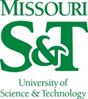 MISSOURI
S&T
University of
Science & Technology